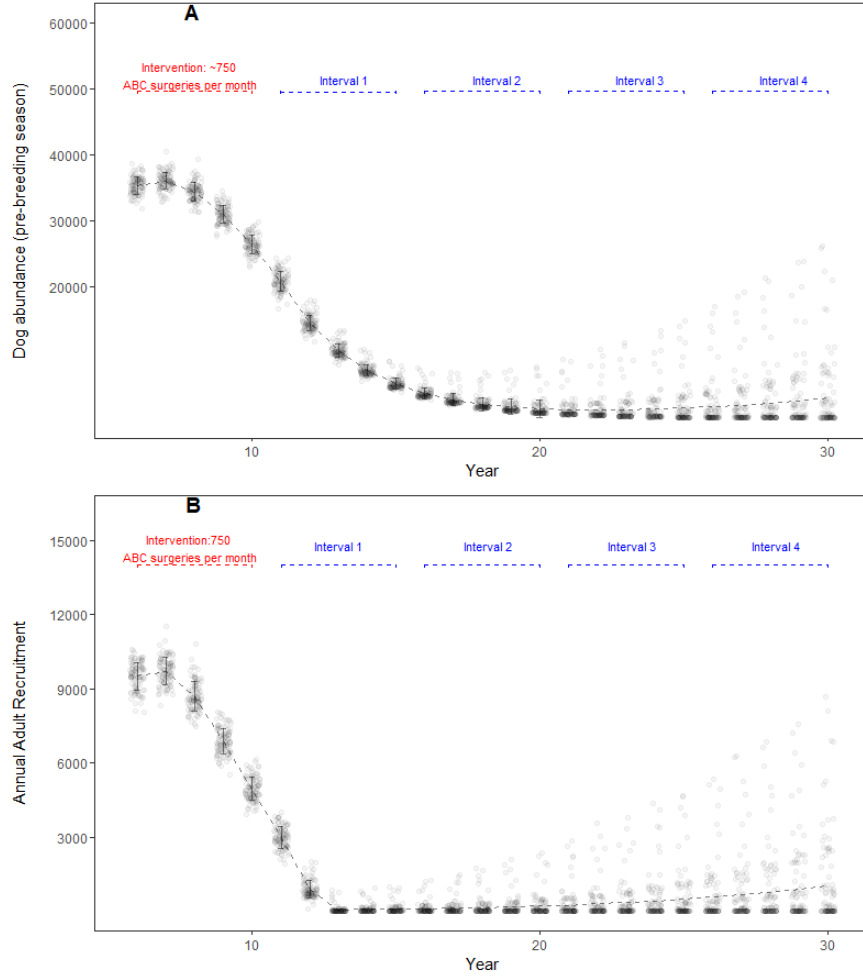 A
60000
50000
40000
30000
20000
Dog abundance (pre-breeding season)
Intervention: ~750
ABC surgeries per month
Interval 1
Interval 2
Interval 3
Interval 4
10
20
30
Year
B
15000
12000
9000
6000
3000
Annual Adult Recruitment
Intervention:750
ABC surgeries per month
Interval 1
Interval 2
Interval 3
Interval 4
10
20
30
Year